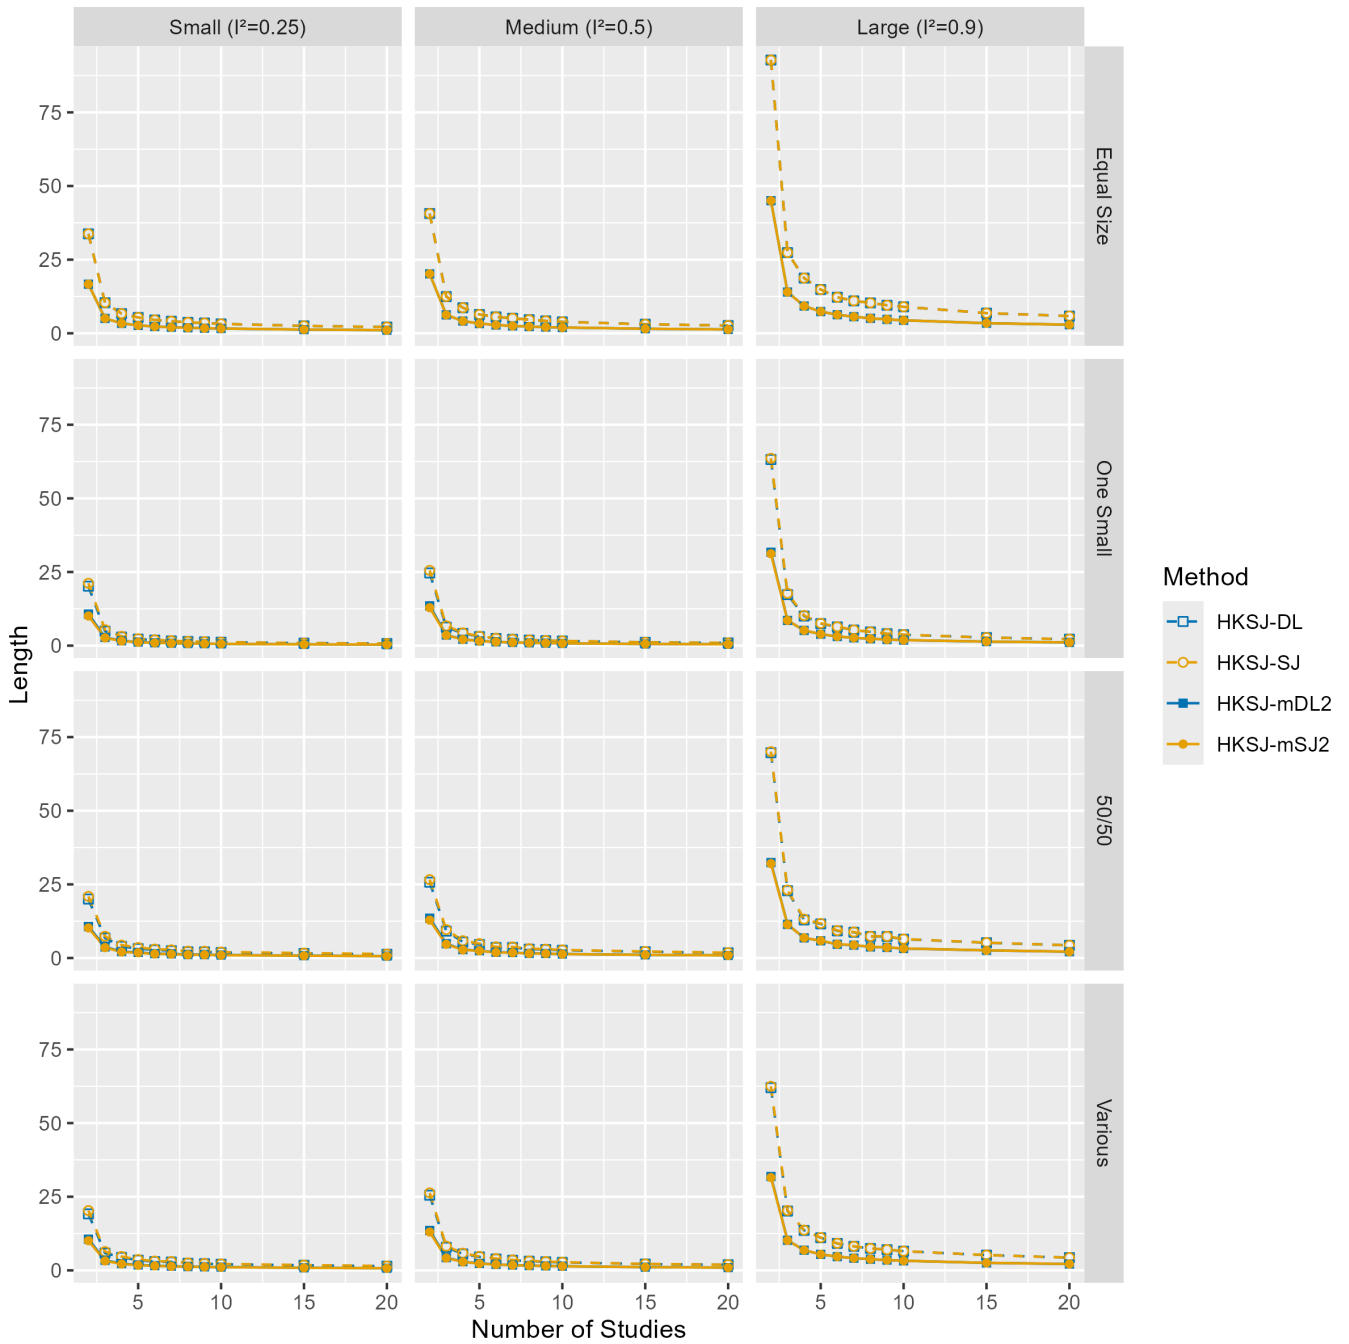 Small (I²=0.25)
Medium (I²=0.5)
Large (I²=0.9)
75
50
25
0
Equal Size
75
50
25
0
One Small
75
50
25
0
50/50
75
50
25
0
Various
5 10 15 20
5 10 15 20
5 10 15 20
Length
Number of Studies
Method
HKSJ-DL
HKSJ-SJ
HKSJ-mDL2
HKSJ-mSJ2